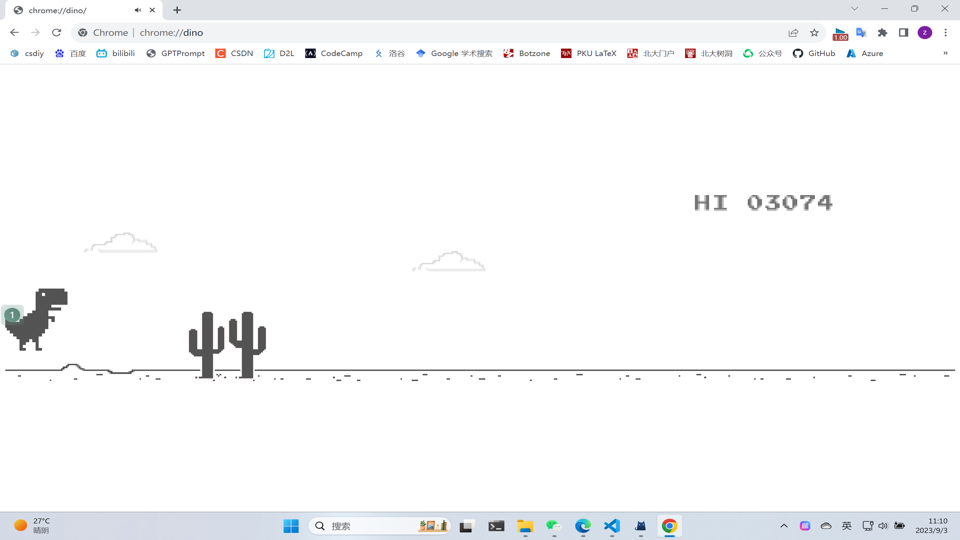 chrome://dino/
Chrome | chrome://dino
1.00
z
csdiy
百度
bilibili
GPTPrompt
CSDN
D2L
CodeCamp
洛谷
Google 学术搜索
Botzone
PKU LaTeX
北大门户
北大树洞
公众号
GitHub
Azure
»
HI 03074
1
27°C
晴朗
搜索
英
11:10
2023/9/3